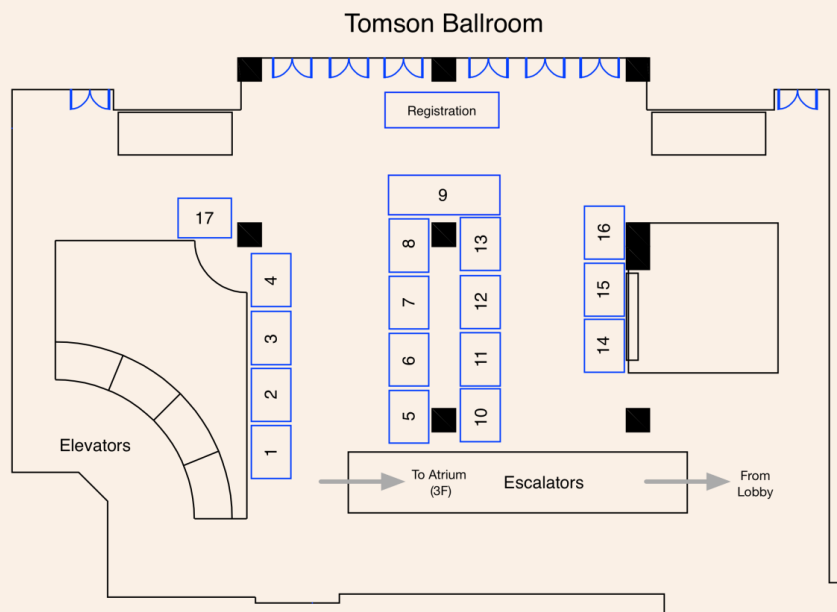 Tomson Ballroom
Registration
9
17
8
13
16
4
7
12
15
3
6
11
14
2
5
10
1
Elevators
To Atrium
(3F)
Escalators
From
Lobby